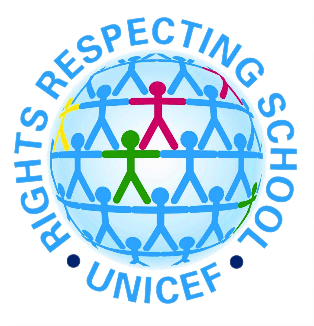 RIGHTS RESPECTING SCHOOL
UNICEF